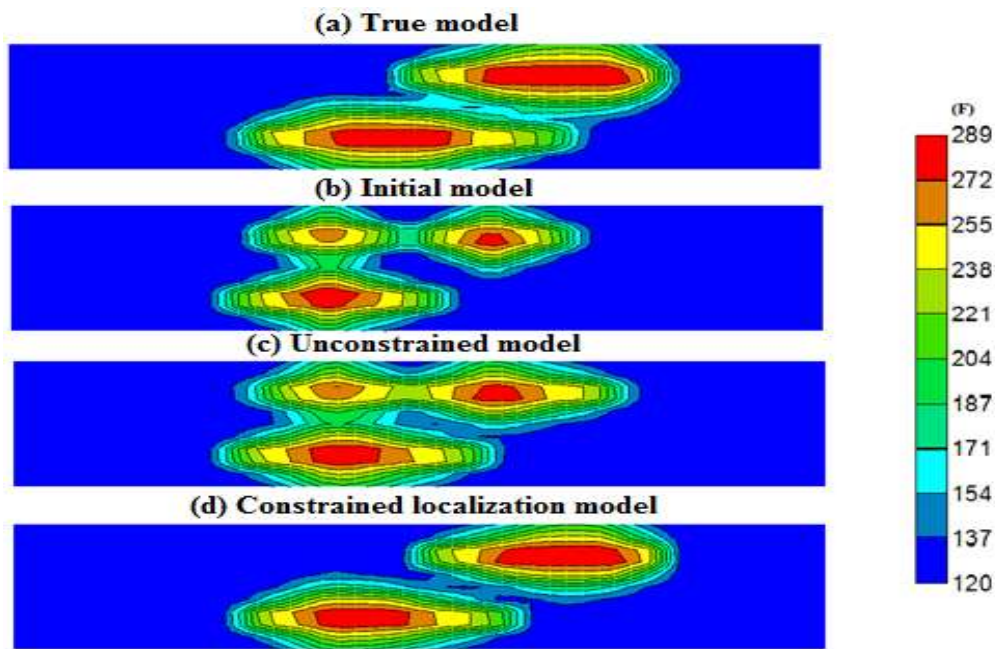 (a) True model
(b) Initial model
(c) Unconstrained model
(d) Constrained localization model
(F)
289
272
255
238
221
204
187
171
154
137
120